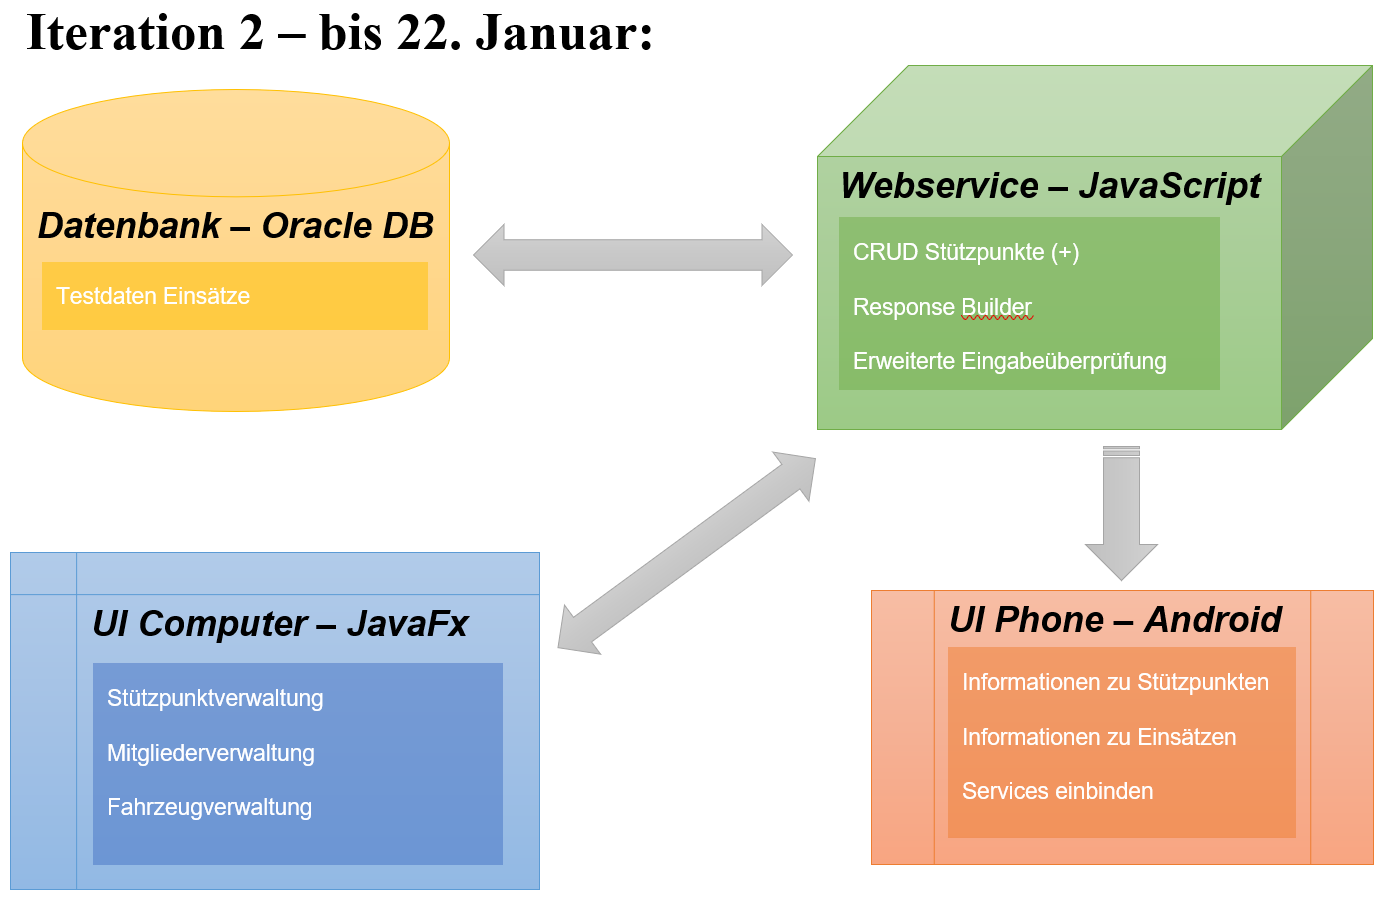 Iteration 2 – bis 22. Januar:
Datenbank – Oracle DB
Testdaten Einsätze
Webservice – JavaScript
CRUD Stützpunkte (+)
Response Builder
Erweiterte Eingabeüberprüfung
UI Computer – JavaFx
Stützpunktverwaltung
Mitgliederverwaltung
Fahrzeugverwaltung
UI Phone – Android
Informationen zu Stützpunkten
Informationen zu Einsätzen
Services einbinden